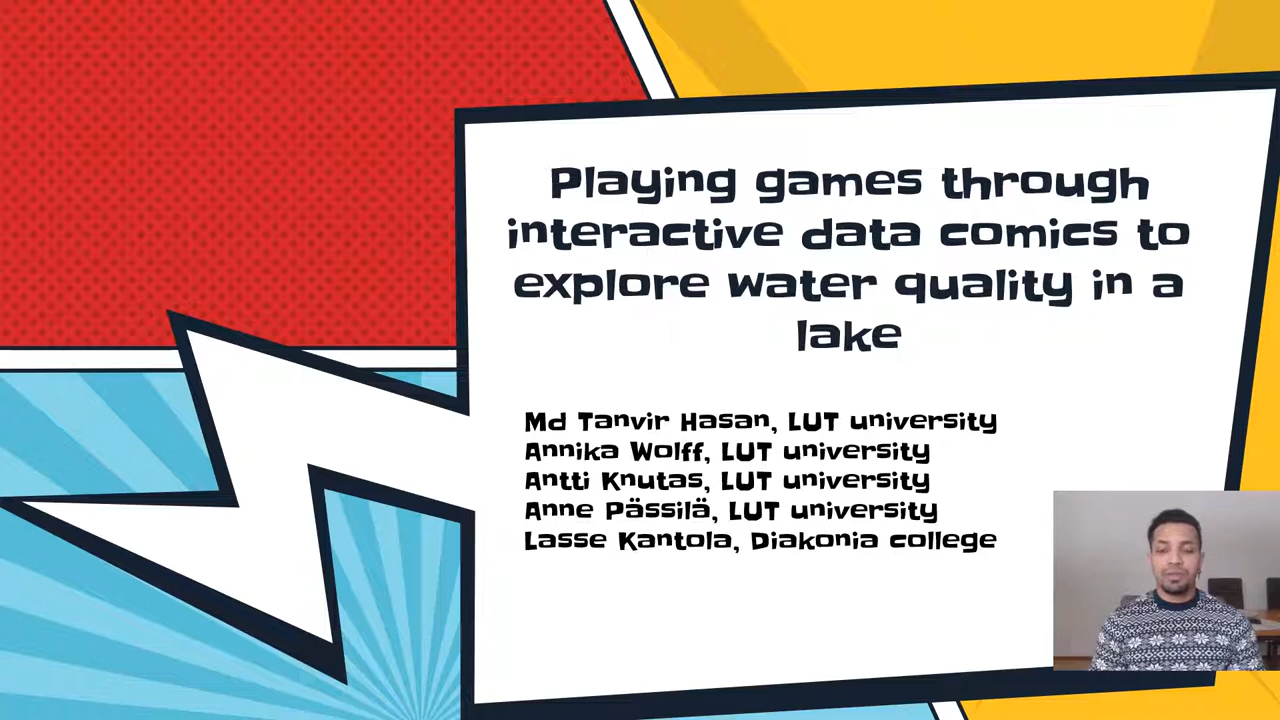 Playing games through
interactive data comics to
explore water quality in a
lake
Md Tanvir Hasan, LUT university
Annika Wolff, LUT university
Antti Knutas, LUT university
Anne Pässilä, LUT university
Lasse Kantola, Diakonia college